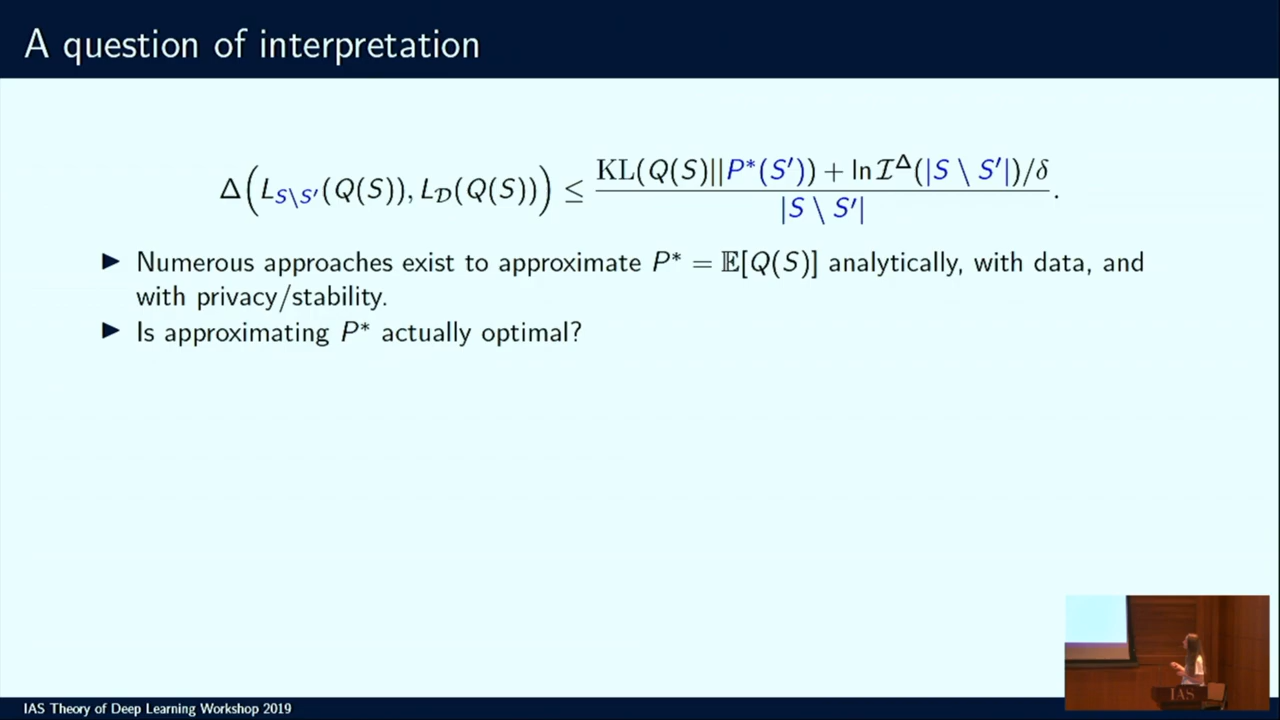 A question of interpretation
Δ(L_{S\S′}(Q(S)), L_𝒟(Q(S))) ≤ (KL(Q(S)||P*(S′)) + ln ℐ^Δ(|S \ S′|)/δ) / |S \ S′|.
▶ Numerous approaches exist to approximate P* = 𝔼[Q(S)] analytically, with data, and
with privacy/stability.
▶ Is approximating P* actually optimal?
IAS
IAS Theory of Deep Learning Workshop 2019